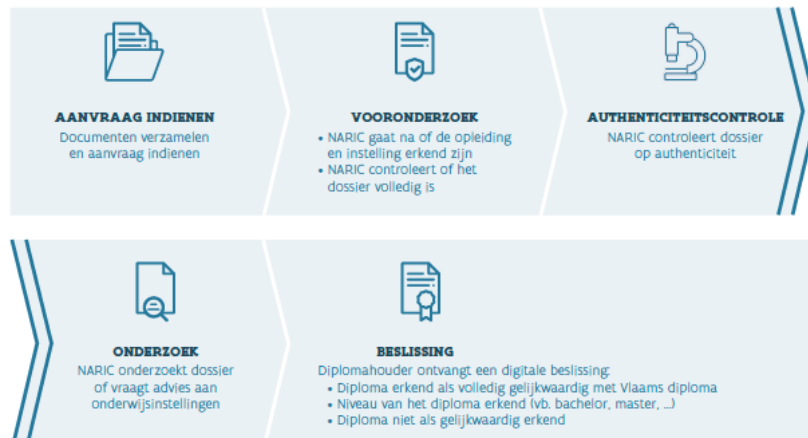 AANVRAAG INDIENEN
Documenten verzamelen
en aanvraag indienen
VOORONDERZOEK
• NARIC gaat na of de opleiding
en instelling erkend zijn
• NARIC controleert of het
dossier volledig is
AUTHENTICITEITSCONTROLE
NARIC controleert dossier
op authenticiteit
ONDERZOEK
NARIC onderzoekt dossier
of vraagt advies aan
onderwijsinstellingen
BESLISSING
Diplomahouder ontvangt een digitale beslissing:
• Diploma erkend als volledig gelijkwaardig met Vlaams diploma
• Niveau van het diploma erkend (vb. bachelor, master, ...)
• Diploma niet als gelijkwaardig erkend